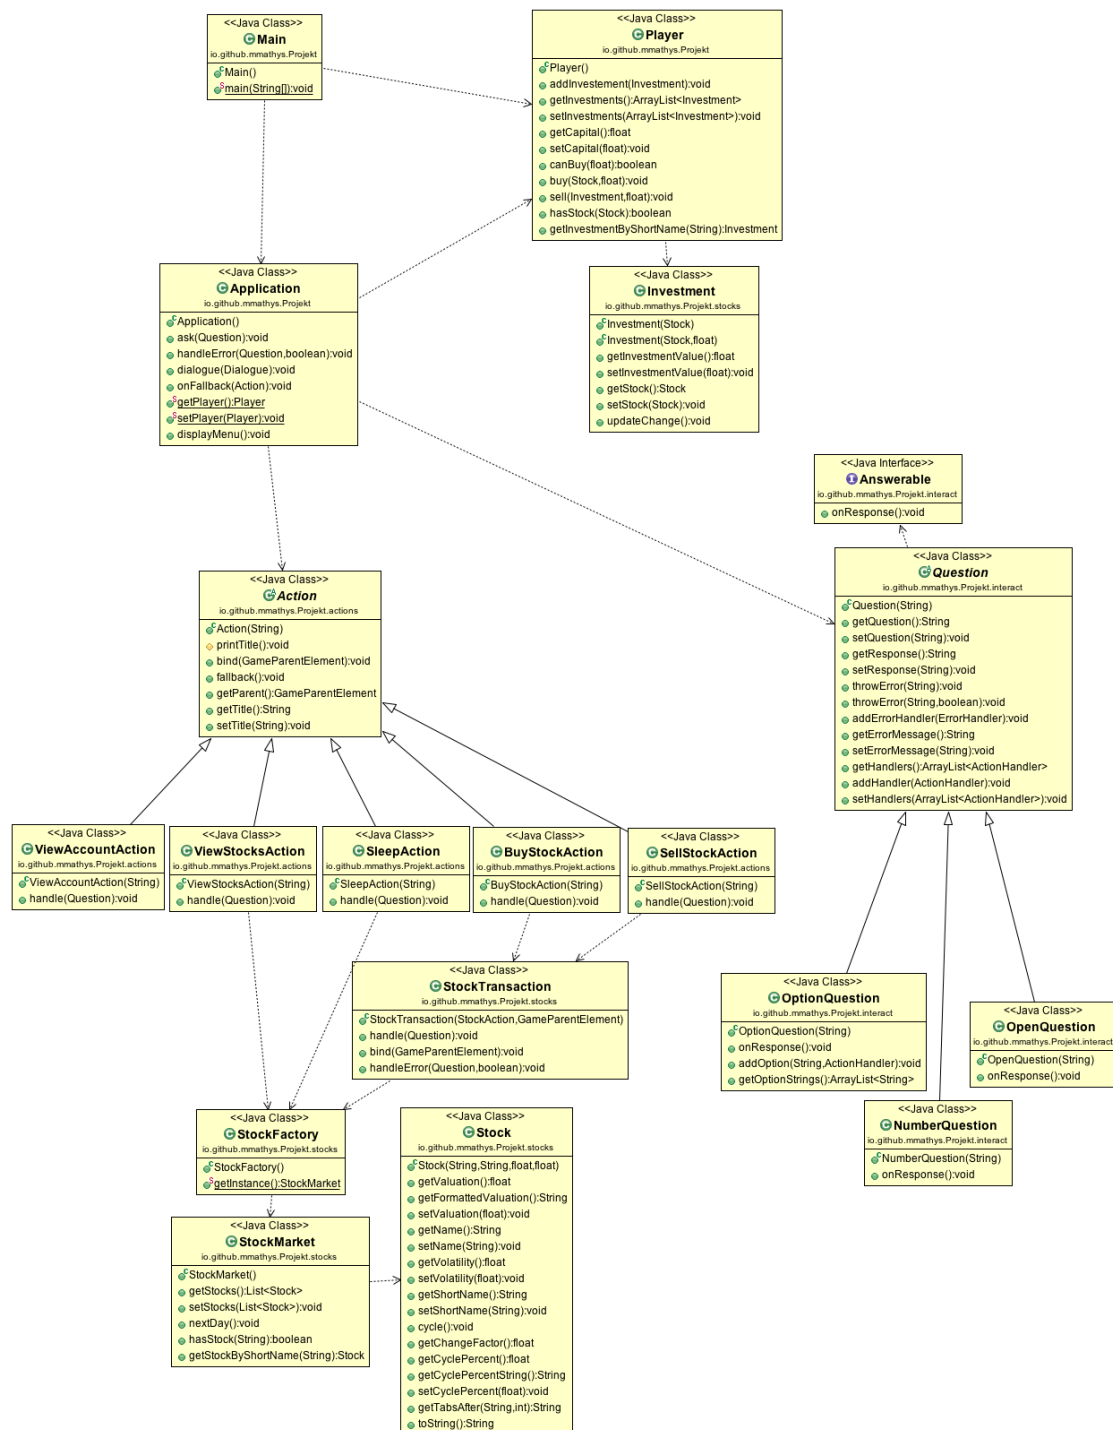 <<Java Class>>
Main
io.github.mmathys.Projekt
Main()
main(String[]):void
<<Java Class>>
Player
io.github.mmathys.Projekt
Player()
addInvestement(Investment):void
getInvestments():ArrayList<Investment>
setInvestments(ArrayList<Investment>):void
getCapital():float
setCapital(float):void
canBuy(float):boolean
buy(Stock,float):void
sell(Investment,float):void
hasStock(Stock):boolean
getInvestmentByShortName(String):Investment
<<Java Class>>
Application
io.github.mmathys.Projekt
Application()
ask(Question):void
handleError(Question,boolean):void
dialogue(Dialogue):void
onFallback(Action):void
getPlayer():Player
setPlayer(Player):void
displayMenu():void
<<Java Class>>
Investment
io.github.mmathys.Projekt.stocks
Investment(Stock)
Investment(Stock,float)
getInvestmentValue():float
setInvestmentValue(float):void
getStock():Stock
setStock(Stock):void
updateChange():void
<<Java Interface>>
Answerable
io.github.mmathys.Projekt.interact
onResponse():void
<<Java Class>>
Question
io.github.mmathys.Projekt.interact
Question(String)
getQuestion():String
setQuestion(String):void
getResponse():String
setResponse(String):void
throwError(String):void
throwError(String,boolean):void
addErrorHandler(ErrorHandler):void
getErrorMessage():String
setErrorMessage(String):void
getHandlers():ArrayList<ActionHandler>
addHandler(ActionHandler):void
setHandlers(ArrayList<ActionHandler>):void
<<Java Class>>
Action
io.github.mmathys.Projekt.actions
Action(String)
printTitle():void
bind(GameParentElement):void
fallback():void
getParent():GameParentElement
getTitle():String
setTitle(String):void
<<Java Class>>
ViewAccountAction
io.github.mmathys.Projekt.actions
ViewAccountAction(String)
handle(Question):void
<<Java Class>>
ViewStocksAction
io.github.mmathys.Projekt.actions
ViewStocksAction(String)
handle(Question):void
<<Java Class>>
SleepAction
io.github.mmathys.Projekt.actions
SleepAction(String)
handle(Question):void
<<Java Class>>
BuyStockAction
io.github.mmathys.Projekt.actions
BuyStockAction(String)
handle(Question):void
<<Java Class>>
SellStockAction
io.github.mmathys.Projekt.actions
SellStockAction(String)
handle(Question):void
<<Java Class>>
StockTransaction
io.github.mmathys.Projekt.stocks
StockTransaction(StockAction,GameParentElement)
handle(Question):void
bind(GameParentElement):void
handleError(Question,boolean):void
<<Java Class>>
OptionQuestion
io.github.mmathys.Projekt.interact
OptionQuestion(String)
onResponse():void
addOption(String,ActionHandler):void
getOptionStrings():ArrayList<String>
<<Java Class>>
OpenQuestion
io.github.mmathys.Projekt.interact
OpenQuestion(String)
onResponse():void
<<Java Class>>
NumberQuestion
io.github.mmathys.Projekt.interact
NumberQuestion(String)
onResponse():void
<<Java Class>>
StockFactory
io.github.mmathys.Projekt.stocks
StockFactory()
getInstance():StockMarket
<<Java Class>>
Stock
io.github.mmathys.Projekt.stocks
Stock(String,String,float,float)
getValuation():float
getFormattedValuation():String
setValuation(float):void
getName():String
setName(String):void
getVolatility():float
setVolatility(float):void
getShortName():String
setShortName(String):void
cycle():void
getChangeFactor():float
getCyclePercent():float
getCyclePercentString():String
setCyclePercent(float):void
getTabsAfter(String,int):String
toString():String
<<Java Class>>
StockMarket
io.github.mmathys.Projekt.stocks
StockMarket()
getStocks():List<Stock>
setStocks(List<Stock>):void
nextDay():void
hasStock(String):boolean
getStockByShortName(String):Stock